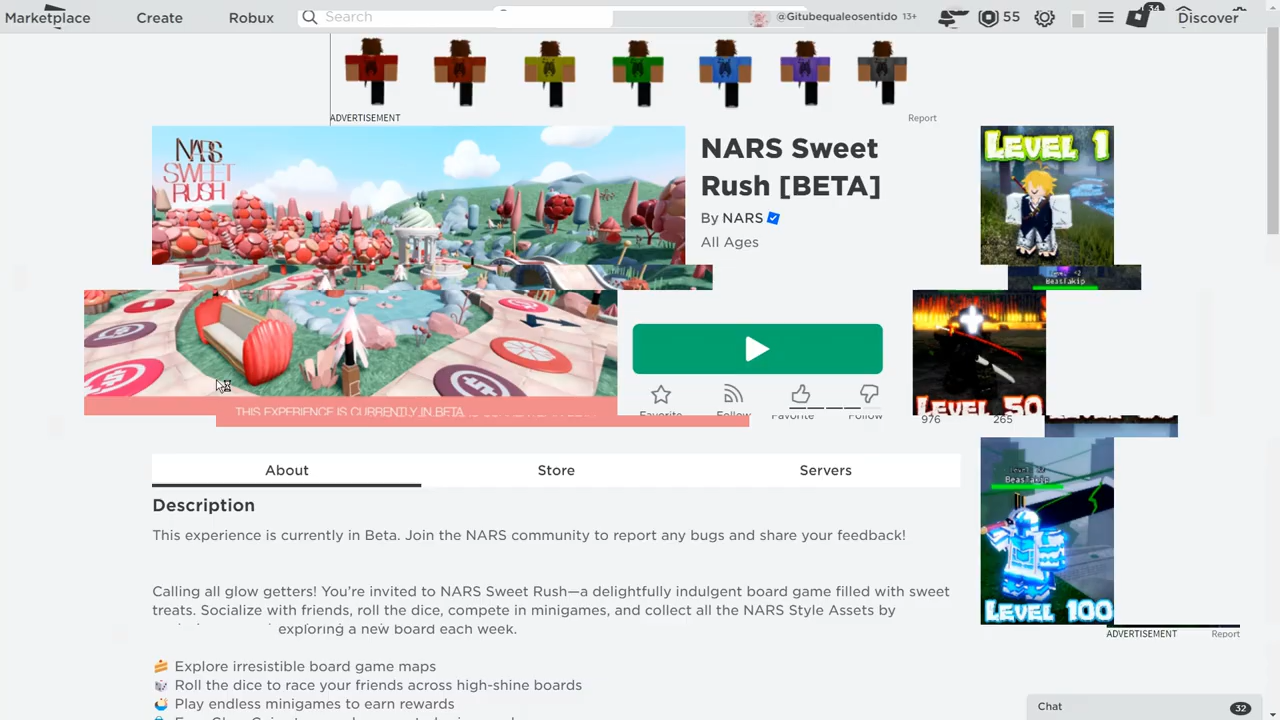 Marketplace Create Robux Search @Gitubequaleosentido 13+ 55 34 Discover
ADVERTISEMENT Report
NARS
SWEET
RUSH
NARS Sweet
Rush [BETA]
By NARS
All Ages
LEVEL 1
Beastakip
LEVEL 50
THIS EXPERIENCE IS CURRENTLY IN BETA
Favorite Follow Favorite Follow
976 265
About Store Servers
Beastakip
Description
This experience is currently in Beta. Join the NARS community to report any bugs and share your feedback!
Calling all glow getters! You're invited to NARS Sweet Rush—a delightfully indulgent board game filled with sweet
treats. Socialize with friends, roll the dice, compete in minigames, and collect all the NARS Style Assets by
exploring a new board each week.
LEVEL 100
ADVERTISEMENT Report
Explore irresistible board game maps
Roll the dice to race your friends across high-shine boards
Play endless minigames to earn rewards
Chat 32